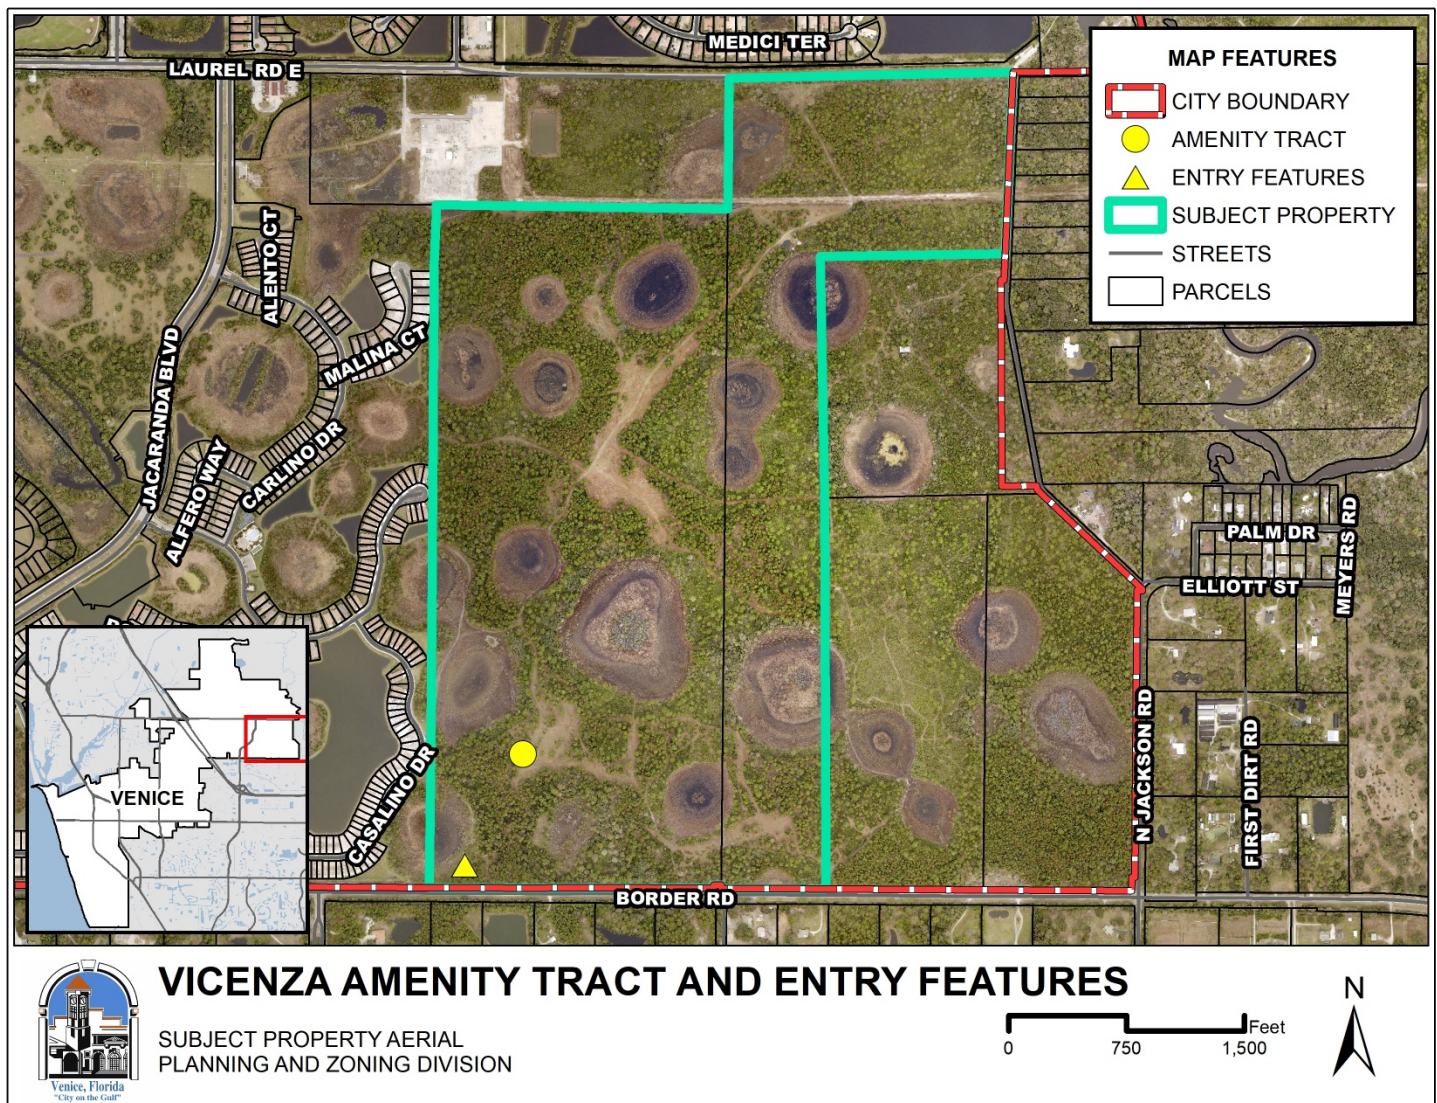 MEDICI TER
LAUREL RD E
MAP FEATURES
CITY BOUNDARY
AMENITY TRACT
ENTRY FEATURES
SUBJECT PROPERTY
STREETS
PARCELS
ALENTO CT
MALINA CT
JACARANDA BLVD
CARLINO DR
ALFERO WAY
PALM DR
ELLIOTT ST
MEYERS RD
N JACKSON RD
FIRST DIRT RD
CASALINO DR
VENICE
BORDER RD
VICENZA AMENITY TRACT AND ENTRY FEATURES
SUBJECT PROPERTY AERIAL
PLANNING AND ZONING DIVISION
Venice, Florida
"City on the Gulf"
Feet
0 750 1,500
N